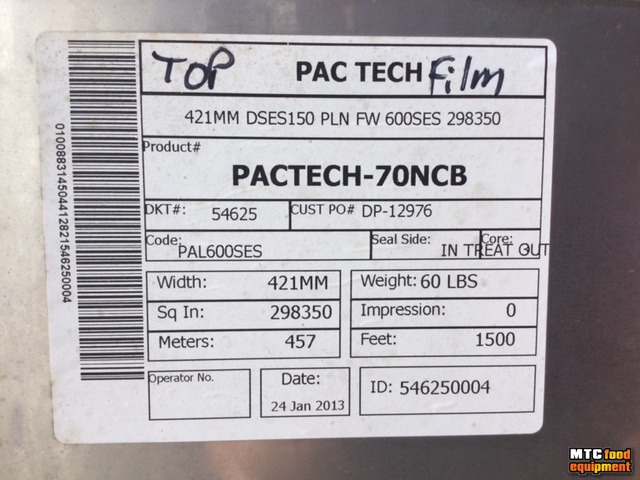 TOP PAC TECH Film
421MM DSES150 PLN FW 600SES 298350
Product#
PACTECH-70NCB
DKT#: 54625 CUST PO# DP-12976
Code: PAL600SES Seal Side: IN TREAT OUT Core:
Width: 421MM Weight: 60 LBS
Sq In: 298350 Impression: 0
Meters: 457 Feet: 1500
Operator No. Date: 24 Jan 2013 ID: 546250004
010088314504412821546250004
MTC food
equipment